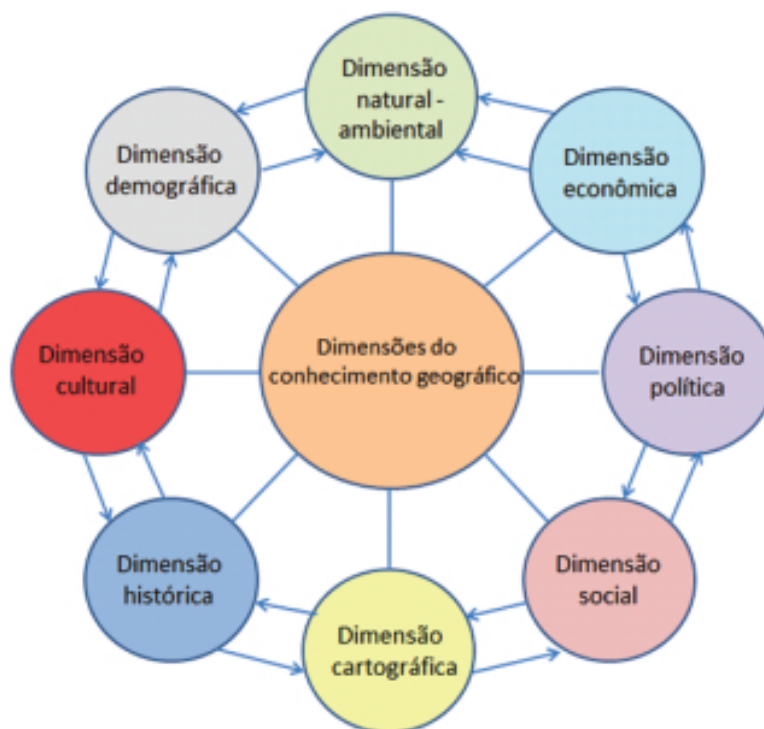 Dimensão
natural -
ambiental
Dimensão
econômica
Dimensão
política
Dimensão
social
Dimensão
cartográfica
Dimensão
histórica
Dimensão
cultural
Dimensão
demográfica
Dimensões do
conhecimento geográfico